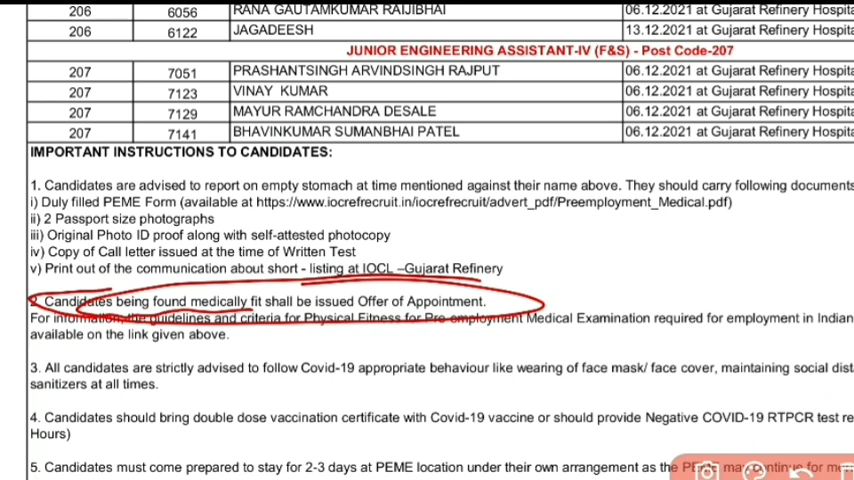 206 6056 RANA GAUTAMKUMAR RAIJIBHAI 06.12.2021 at Gujarat Refinery Hospita
206 6122 JAGADEESH 13.12.2021 at Gujarat Refinery Hospita
JUNIOR ENGINEERING ASSISTANT-IV (F&S) - Post Code-207
207 7051 PRASHANTSINGH ARVINDSINGH RAJPUT 06.12.2021 at Gujarat Refinery Hospita
207 7123 VINAY KUMAR 06.12.2021 at Gujarat Refinery Hospita
207 7129 MAYUR RAMCHANDRA DESALE 06.12.2021 at Gujarat Refinery Hospita
207 7141 BHAVINKUMAR SUMANBHAI PATEL 06.12.2021 at Gujarat Refinery Hospita
IMPORTANT INSTRUCTIONS TO CANDIDATES:
1. Candidates are advised to report on empty stomach at time mentioned against their name above. They should carry following documents
i) Duly filled PEME Form (available at https://www.iocrefrecruit.in/iocrefrecruit/advert_pdf/Preemployment_Medical.pdf)
ii) 2 Passport size photographs
iii) Original Photo ID proof along with self-attested photocopy
iv) Copy of Call letter issued at the time of Written Test
v) Print out of the communication about short - listing at IOCL –Gujarat Refinery
2. Candidates being found medically fit shall be issued Offer of Appointment.
For information, the guidelines and criteria for Physical Fitness for Pre-employment Medical Examination required for employment in Indian
available on the link given above.
3. All candidates are strictly advised to follow Covid-19 appropriate behaviour like wearing of face mask/ face cover, maintaining social dist
sanitizers at all times.
4. Candidates should bring double dose vaccination certificate with Covid-19 vaccine or should provide Negative COVID-19 RTPCR test re
Hours)
5. Candidates must come prepared to stay for 2-3 days at PEME location under their own arrangement as the PEME may continue for